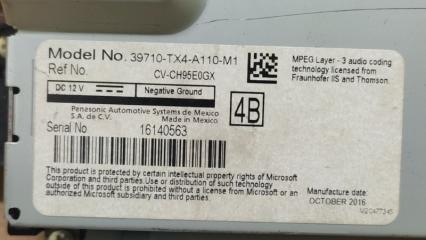 Model No. 39710-TX4-A110-M1
Ref No. CV-CH95E0GX
MPEG Layer - 3 audio coding
technology licensed from
Fraunhofer IIS and Thomson.
DC 12 V Negative Ground
4B
Panasonic Automotive Systems de Mexico
S.A. de C.V. Made in Mexico
Serial No 16140563
This product is protected by certain intellectual property rights of Microsoft
Corporation and third parties. Use or distribution of such technology
outside of this product is prohibited without a license from Microsoft or an
authorized Microsoft subsidiary and third parties.
Manufacture date:
OCTOBER 2016